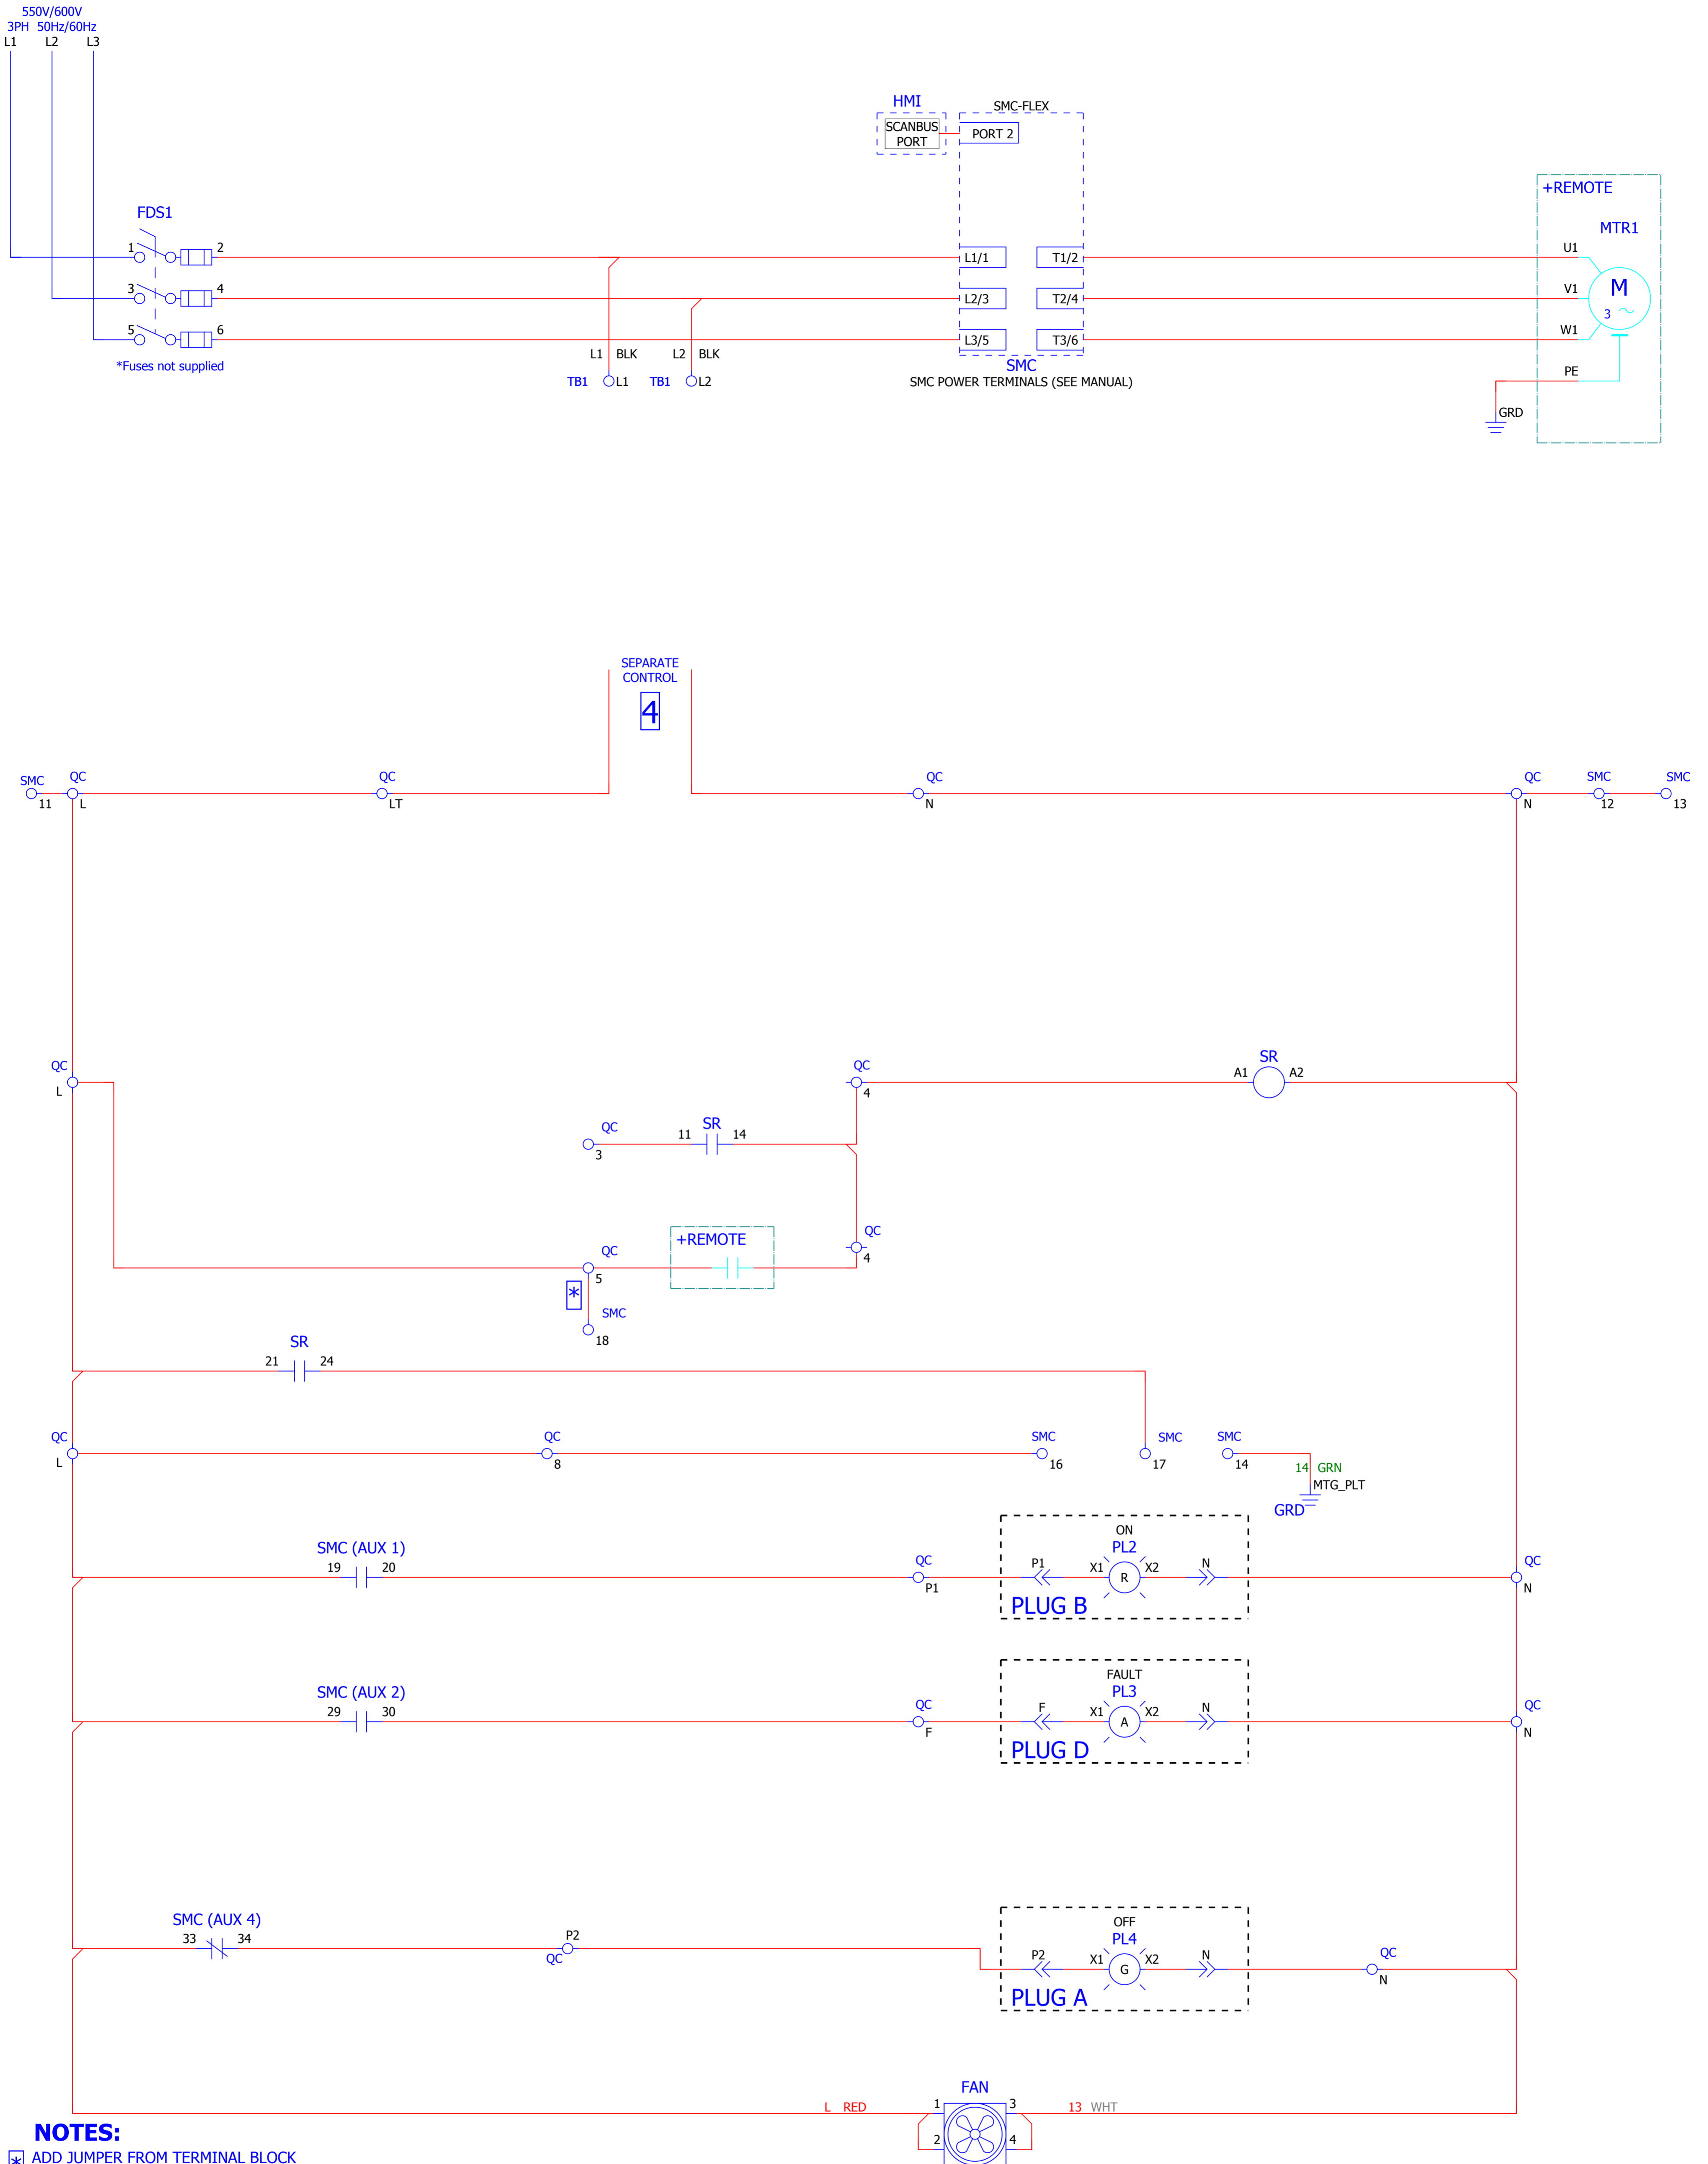 550V/600V
3PH 50Hz/60Hz
L1 L2 L3
HMI
SMC-FLEX
SCANBUS
PORT
PORT 2
+REMOTE
MTR1
FDS1
1 2
3 4
5 6
*Fuses not supplied
L1/1 T1/2
L2/3 T2/4
L3/5 T3/6
U1
V1
W1
M
3
PE
GRD
L1 BLK L2 BLK
TB1 L1 TB1 L2
SMC
SMC POWER TERMINALS (SEE MANUAL)
SEPARATE
CONTROL
4
SMC QC QC QC QC SMC SMC
11 L LT N N 12 13
QC QC SR
L 4 A1 A2
QC SR
3 11 14
QC
4
+REMOTE
QC
5
*
SMC
18
SR
21 24
QC QC SMC SMC SMC
L 8 16 17 14
14 GRN
MTG_PLT
GRD
ON
SMC (AUX 1) PL2
19 20 QC P1 X1 R X2 N QC
P1 N
PLUG B
FAULT
SMC (AUX 2) PL3
29 30 QC F X1 A X2 N QC
F N
PLUG D
OFF
SMC (AUX 4) PL4
33 34 P2 P2 X1 G X2 N QC
QC N
PLUG A
FAN
L RED 1 3 13 WHT
2 4
NOTES:
* ADD JUMPER FROM TERMINAL BLOCK